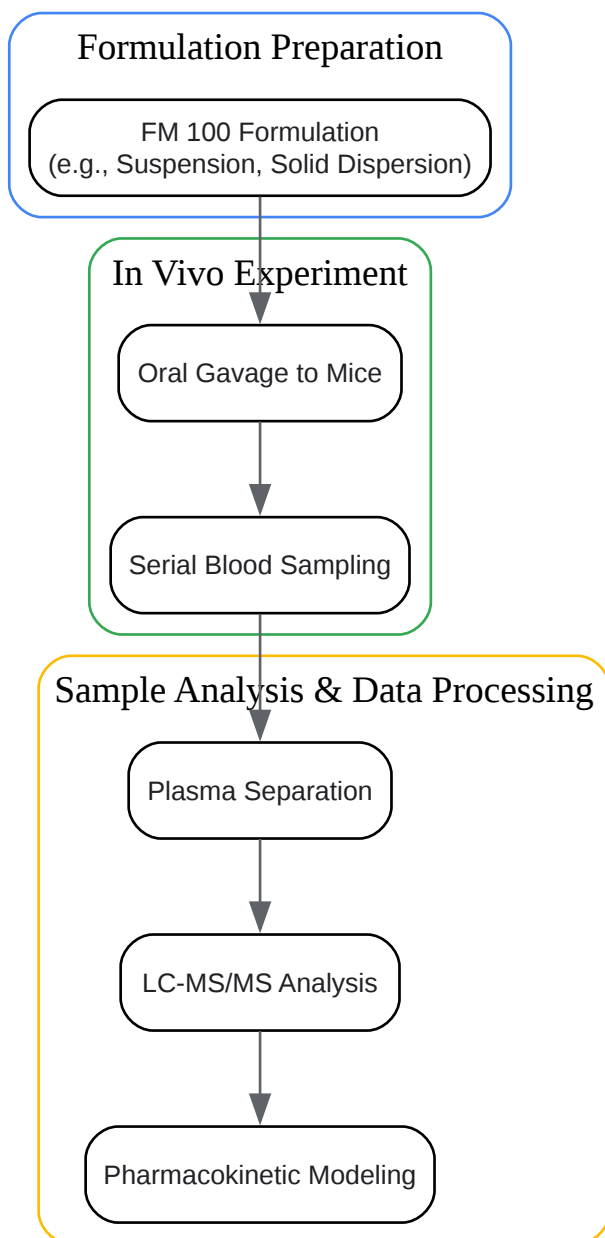 Formulation Preparation
FM 100 Formulation
(e.g., Suspension, Solid Dispersion)
In Vivo Experiment
Oral Gavage to Mice
Serial Blood Sampling
Sample Analysis & Data Processing
Plasma Separation
LC-MS/MS Analysis
Pharmacokinetic Modeling